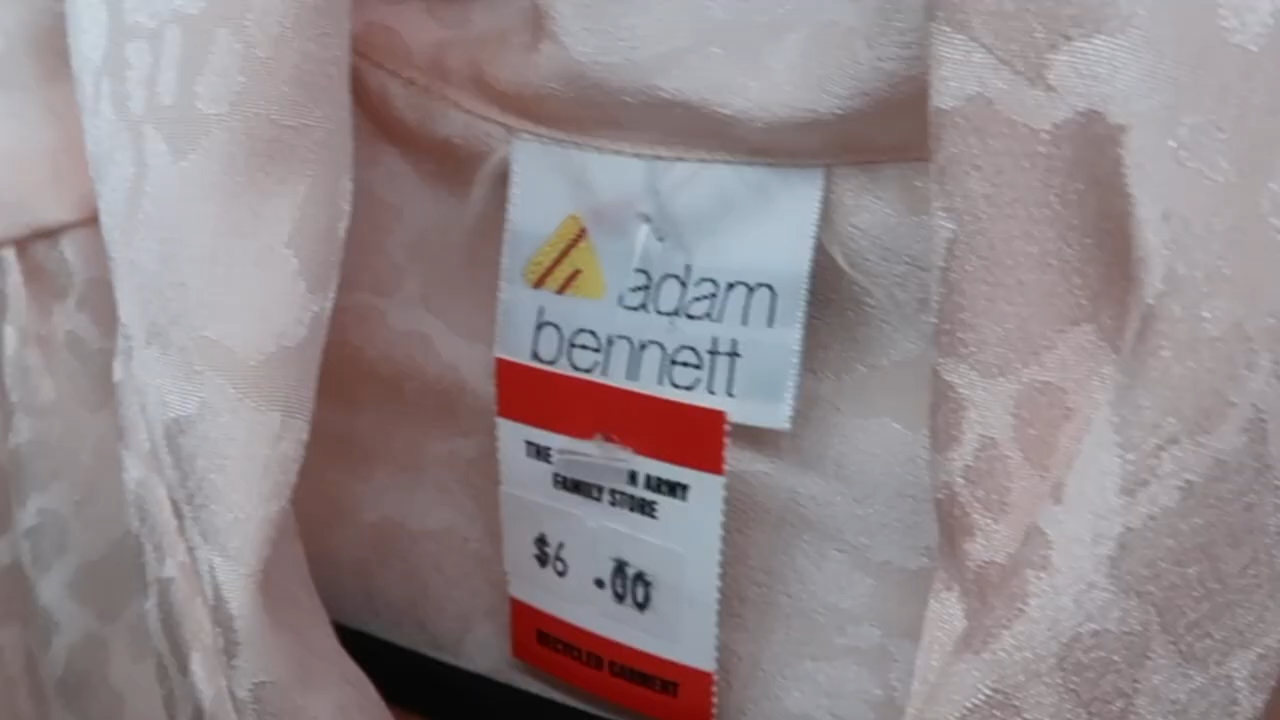 adam
bennett
THE N ARMY
FAMILY STORE
$6 .00
RECYCLED GARMENT